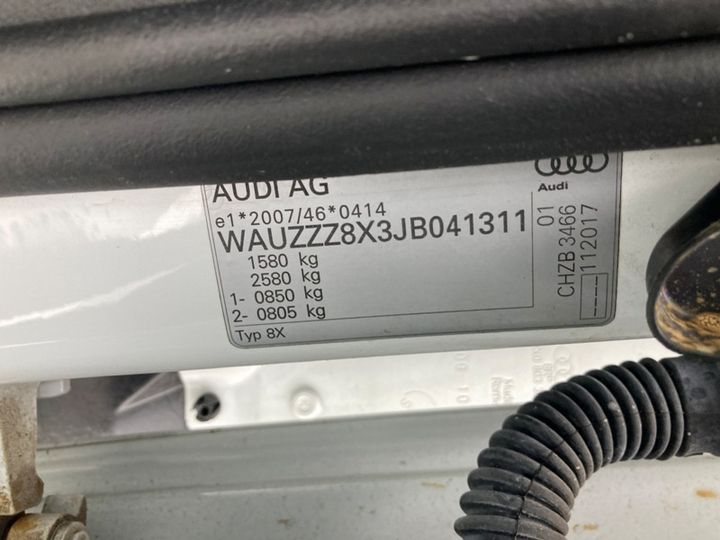 AUDI AG
e1*2007/46*0414
WAUZZZ8X3JB041311
1580 kg
2580 kg
1- 0850 kg
2- 0805 kg
Typ 8X
Audi
01
CHZB 3466
112017